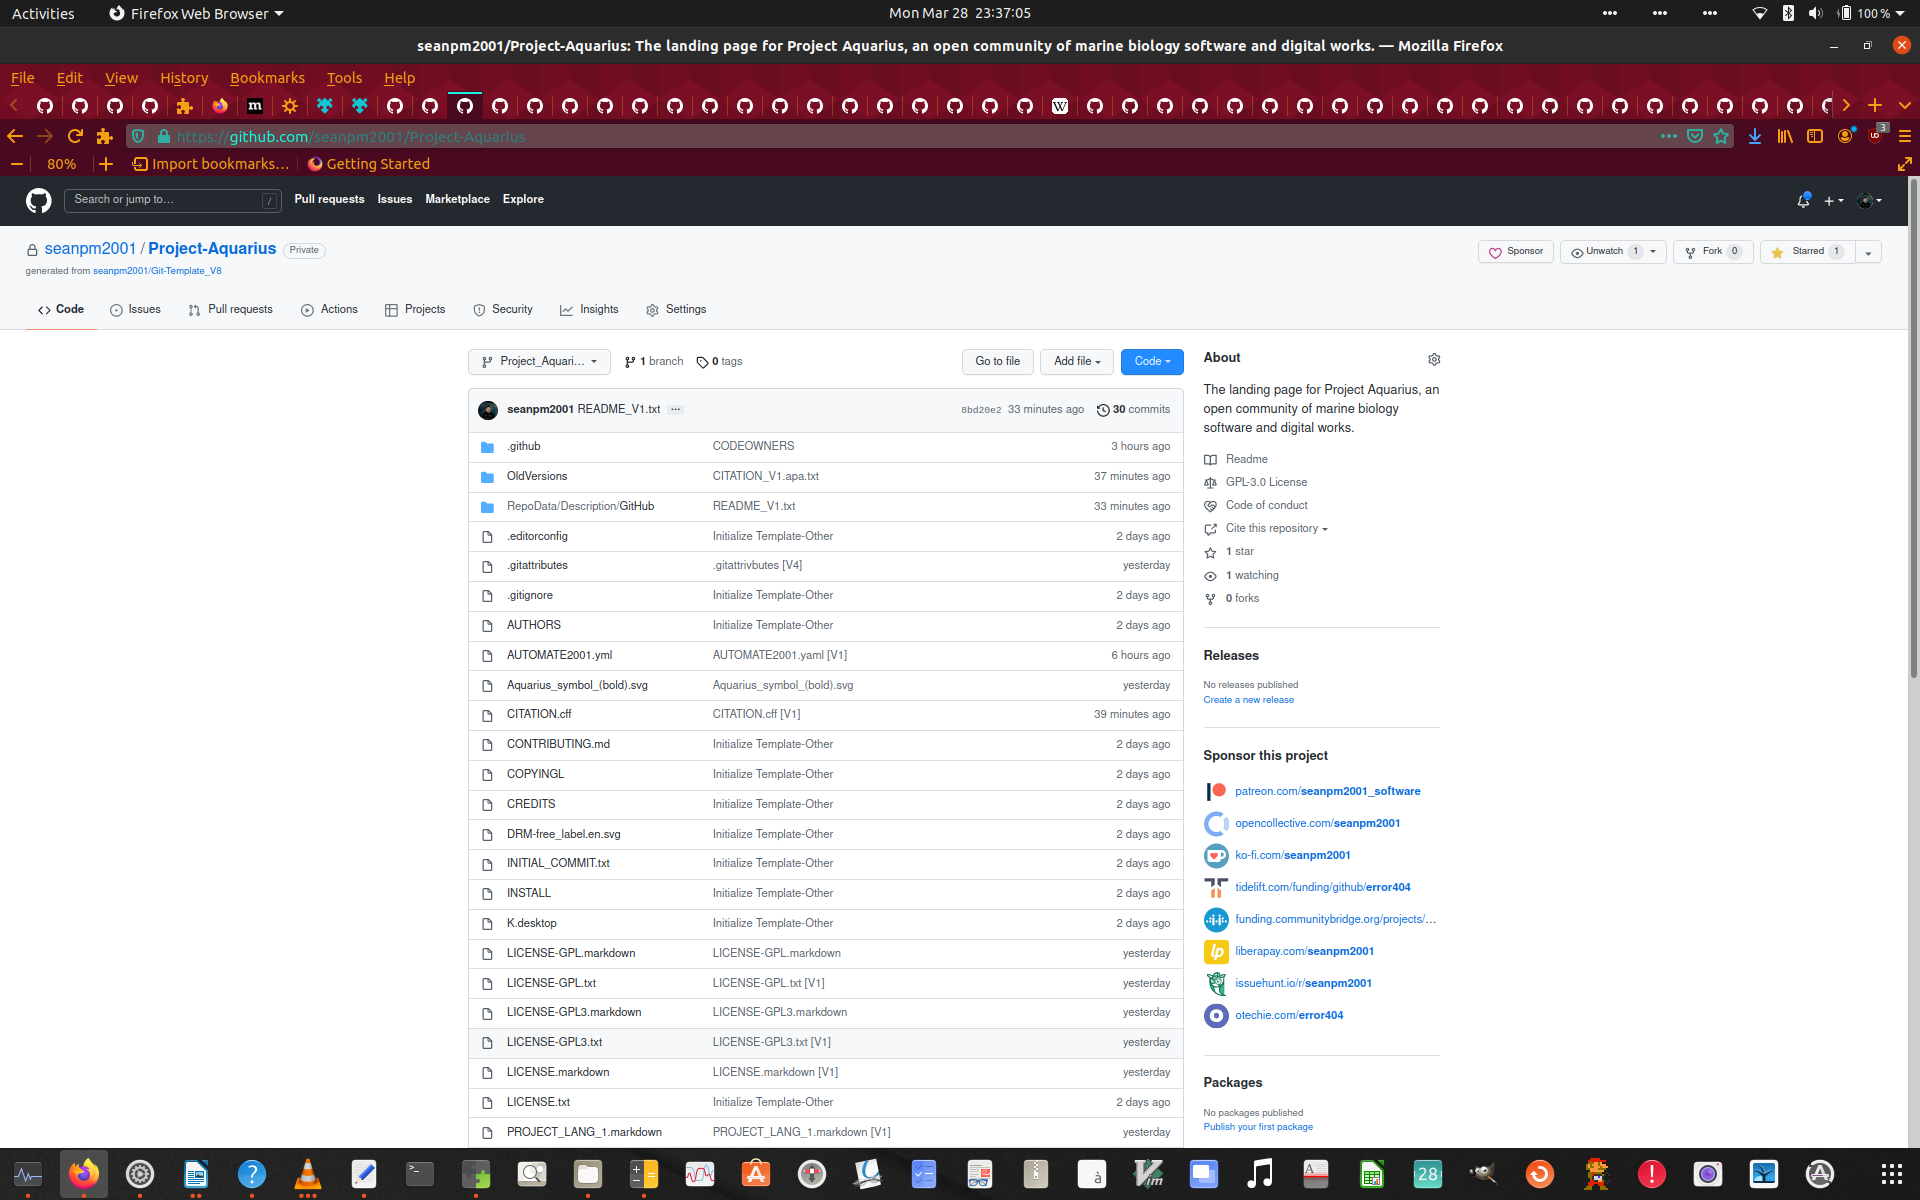 Activities Firefox Web Browser Mon Mar 28 23:37:05 100 %
seanpm2001/Project-Aquarius: The landing page for Project Aquarius, an open community of marine biology software and digital works. — Mozilla Firefox
File Edit View History Bookmarks Tools Help
https://github.com/seanpm2001/Project-Aquarius 3
80% Import bookmarks… Getting Started
Search or jump to… / Pull requests Issues Marketplace Explore
seanpm2001 / Project-Aquarius Private Sponsor Unwatch 1 Fork 0 Starred 1
generated from seanpm2001/Git-Template_V8
Code Issues Pull requests Actions Projects Security Insights Settings
Project_Aquari… 1 branch 0 tags Go to file Add file Code
seanpm2001 README_V1.txt ... 8bd20e2 33 minutes ago 30 commits
.github CODEOWNERS 3 hours ago
OldVersions CITATION_V1.apa.txt 37 minutes ago
RepoData/Description/GitHub README_V1.txt 33 minutes ago
.editorconfig Initialize Template-Other 2 days ago
.gitattributes .gitattrivbutes [V4] yesterday
.gitignore Initialize Template-Other 2 days ago
AUTHORS Initialize Template-Other 2 days ago
AUTOMATE2001.yml AUTOMATE2001.yaml [V1] 6 hours ago
Aquarius_symbol_(bold).svg Aquarius_symbol_(bold).svg yesterday
CITATION.cff CITATION.cff [V1] 39 minutes ago
CONTRIBUTING.md Initialize Template-Other 2 days ago
COPYINGL Initialize Template-Other 2 days ago
CREDITS Initialize Template-Other 2 days ago
DRM-free_label.en.svg Initialize Template-Other 2 days ago
INITIAL_COMMIT.txt Initialize Template-Other 2 days ago
INSTALL Initialize Template-Other 2 days ago
K.desktop Initialize Template-Other 2 days ago
LICENSE-GPL.markdown LICENSE-GPL.markdown yesterday
LICENSE-GPL.txt LICENSE-GPL.txt [V1] yesterday
LICENSE-GPL3.markdown LICENSE-GPL3.markdown yesterday
LICENSE-GPL3.txt LICENSE-GPL3.txt [V1] yesterday
LICENSE.markdown LICENSE.markdown [V1] yesterday
LICENSE.txt Initialize Template-Other 2 days ago
PROJECT_LANG_1.markdown PROJECT_LANG_1.markdown [V1] yesterday
About
The landing page for Project Aquarius, an
open community of marine biology
software and digital works.
Readme
GPL-3.0 License
Code of conduct
Cite this repository
1 star
1 watching
0 forks
Releases
No releases published
Create a new release
Sponsor this project
patreon.com/seanpm2001_software
opencollective.com/seanpm2001
ko-fi.com/seanpm2001
tidelift.com/funding/github/error404
funding.communitybridge.org/projects/…
liberapay.com/seanpm2001
issuehunt.io/r/seanpm2001
otechie.com/error404
Packages
No packages published
Publish your first package
28